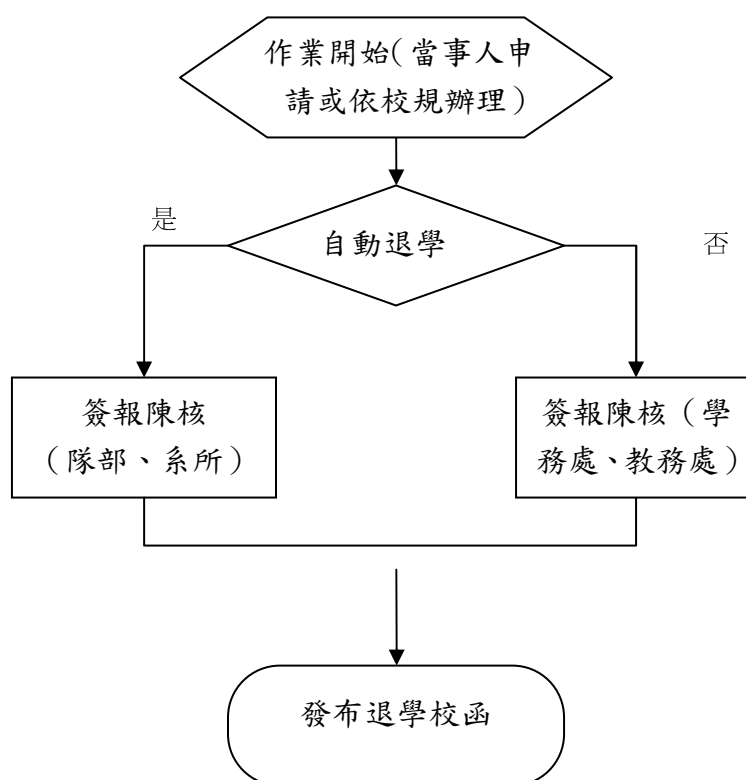 作業開始(當事人申
請或依校規辦理)
是
自動退學
否
簽報陳核
(隊部、系所)
簽報陳核(學
務處、教務處)
發布退學校函